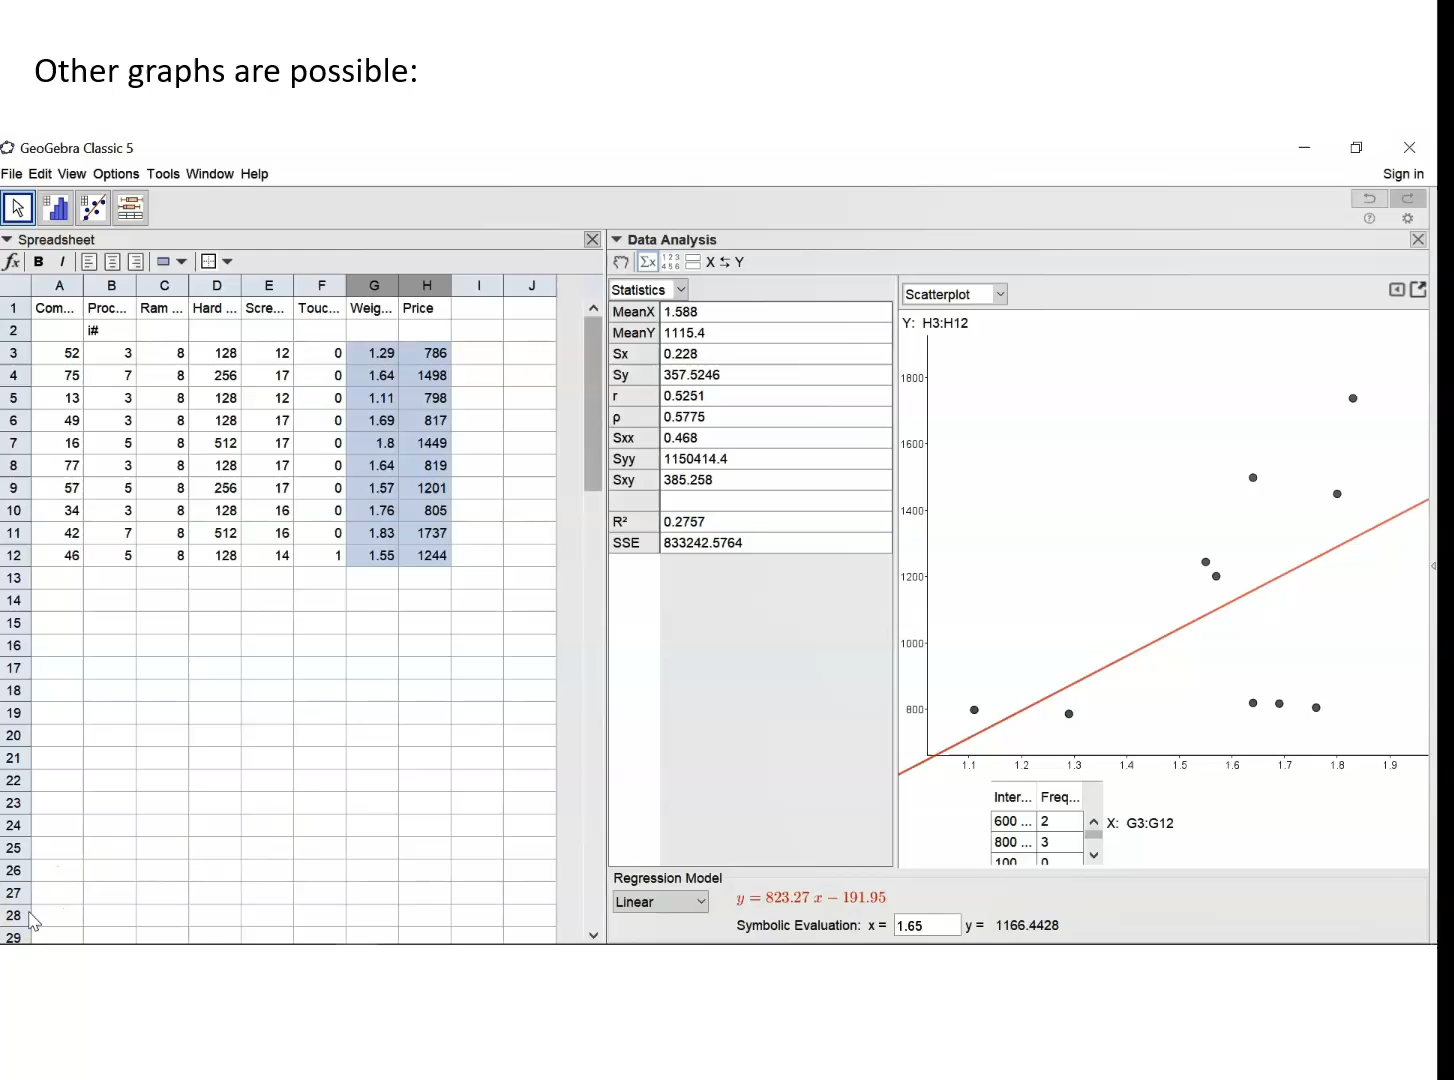 Other graphs are possible:
GeoGebra Classic 5
File Edit View Options Tools Window Help
Sign in
Spreadsheet
Data Analysis
fx B I
Σx 123 456 X ⇆ Y
A B C D E F G H I J
1 Com... Proc... Ram ... Hard ... Scre... Touc... Weig... Price
2 i#
3 52 3 8 128 12 0 1.29 786
4 75 7 8 256 17 0 1.64 1498
5 13 3 8 128 12 0 1.11 798
6 49 3 8 128 17 0 1.69 817
7 16 5 8 512 17 0 1.8 1449
8 77 3 8 128 17 0 1.64 819
9 57 5 8 256 17 0 1.57 1201
10 34 3 8 128 16 0 1.76 805
11 42 7 8 512 16 0 1.83 1737
12 46 5 8 128 14 1 1.55 1244
13
14
15
16
17
18
19
20
21
22
23
24
25
26
27
28
29
Statistics
MeanX 1.588
MeanY 1115.4
Sx 0.228
Sy 357.5246
r 0.5251
ρ 0.5775
Sxx 0.468
Syy 1150414.4
Sxy 385.258
R² 0.2757
SSE 833242.5764
Scatterplot
Y: H3:H12
1800
1600
1400
1200
1000
800
1.1 1.2 1.3 1.4 1.5 1.6 1.7 1.8 1.9
Inter... Freq...
600 ... 2
800 ... 3
100 0
X: G3:G12
Regression Model
Linear
y = 823.27 x − 191.95
Symbolic Evaluation: x = 1.65 y = 1166.4428